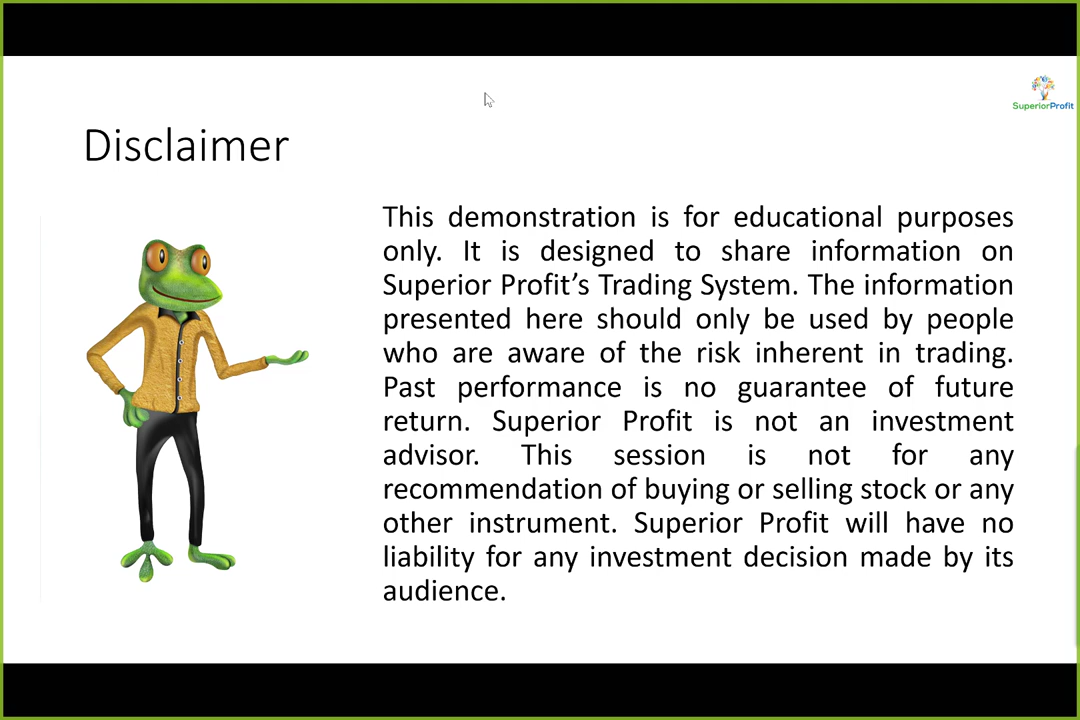 SuperiorProfit
Disclaimer
This demonstration is for educational purposes
only. It is designed to share information on
Superior Profit’s Trading System. The information
presented here should only be used by people
who are aware of the risk inherent in trading.
Past performance is no guarantee of future
return. Superior Profit is not an investment
advisor. This session is not for any
recommendation of buying or selling stock or any
other instrument. Superior Profit will have no
liability for any investment decision made by its
audience.